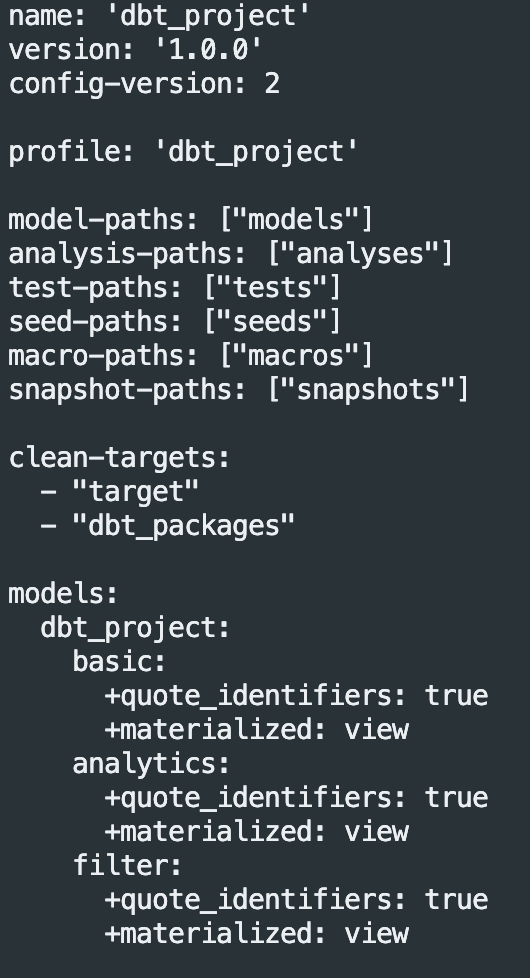 name: 'dbt_project'
version: '1.0.0'
config-version: 2

profile: 'dbt_project'

model-paths: ["models"]
analysis-paths: ["analyses"]
test-paths: ["tests"]
seed-paths: ["seeds"]
macro-paths: ["macros"]
snapshot-paths: ["snapshots"]

clean-targets:
  - "target"
  - "dbt_packages"

models:
  dbt_project:
    basic:
      +quote_identifiers: true
      +materialized: view
    analytics:
      +quote_identifiers: true
      +materialized: view
    filter:
      +quote_identifiers: true
      +materialized: view